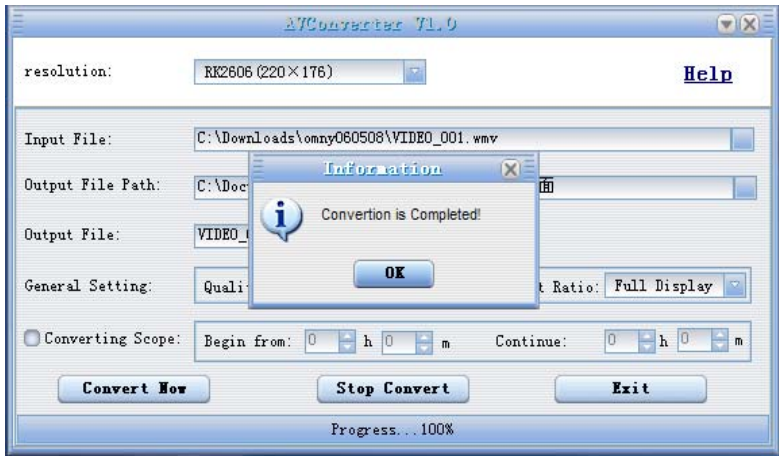 AVConverter V1.0
resolution:
RK2606(220×176)
Help
Input File:
C:\Downloads\omny060508\VIDEO_001.wmv
Information
Output File Path:
C:\Doc
面
Convertion is Completed!
Output File:
VIDEO_
OK
General Setting:
Quali
t Ratio:
Full Display
Converting Scope:
Begin from: 0 h 0 m
Continue: 0 h 0 m
Convert Now
Stop Convert
Exit
Progress...100%